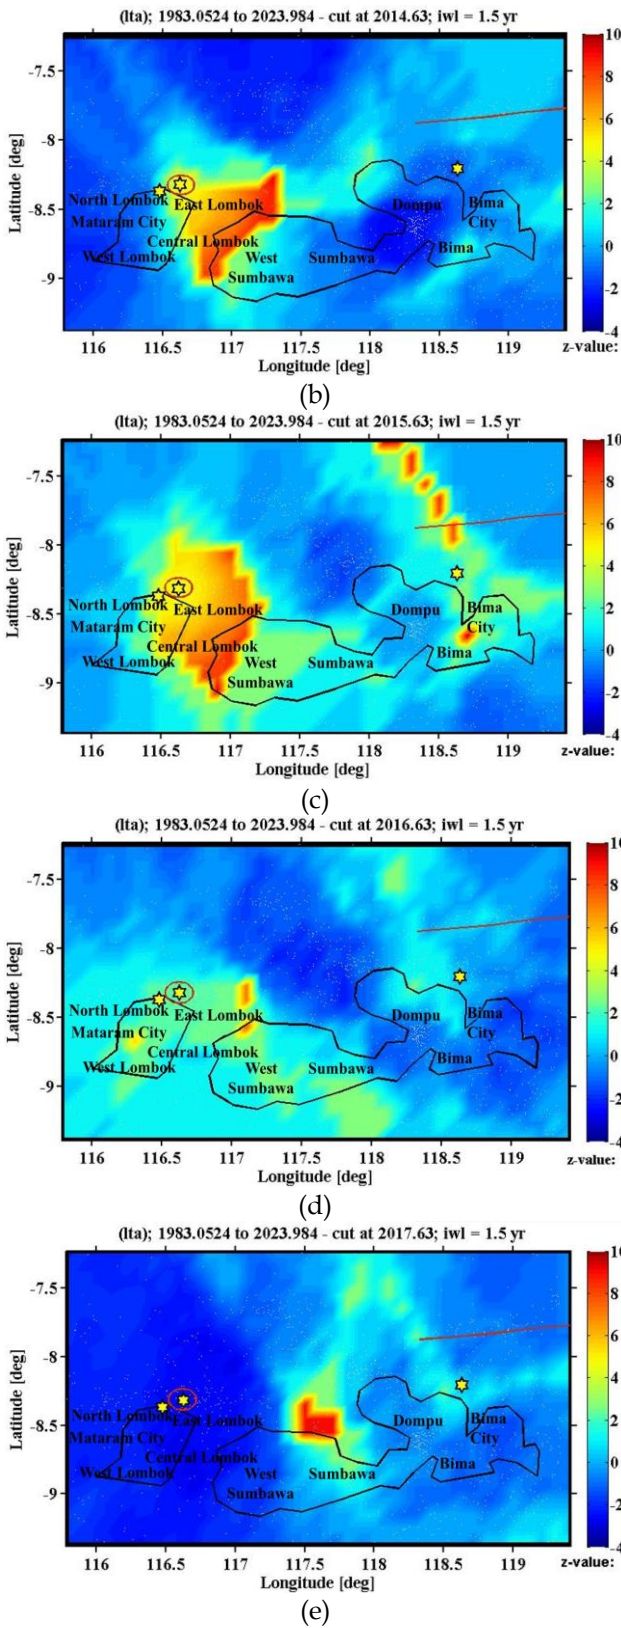 (lta); 1983.0524 to 2023.984 - cut at 2014.63; iwl = 1.5 yr
10
-7.5
8
-8
6
North Lombok East Lombok Dompu Bima
4
-8.5 Mataram City City
Central Lombok West Bima
2
West Lombok Sumbawa
0
-9 Sumbawa
-2
-4
116 116.5 117 117.5 118 118.5 119 z-value:
Latitude [deg]
Longitude [deg]
(b)
(lta); 1983.0524 to 2023.984 - cut at 2015.63; iwl = 1.5 yr
10
-7.5
8
-8
6
North Lombok East Lombok Dompu Bima
4
-8.5 Mataram City City
Central Lombok West Bima
2
West Lombok Sumbawa
0
-9 Sumbawa
-2
-4
116 116.5 117 117.5 118 118.5 119 z-value:
Latitude [deg]
Longitude [deg]
(c)
(lta); 1983.0524 to 2023.984 - cut at 2016.63; iwl = 1.5 yr
10
-7.5
8
-8
6
North Lombok East Lombok Dompu Bima
4
-8.5 Mataram City City
Central Lombok West Bima
2
West Lombok Sumbawa
0
-9 Sumbawa
-2
-4
116 116.5 117 117.5 118 118.5 119 z-value:
Latitude [deg]
Longitude [deg]
(d)
(lta); 1983.0524 to 2023.984 - cut at 2017.63; iwl = 1.5 yr
10
-7.5
8
-8
6
North Lombok East Lombok Dompu Bima
4
-8.5 Mataram City City
Central Lombok West Bima
2
West Lombok Sumbawa
0
-9 Sumbawa
-2
-4
116 116.5 117 117.5 118 118.5 119 z-value:
Latitude [deg]
Longitude [deg]
(e)